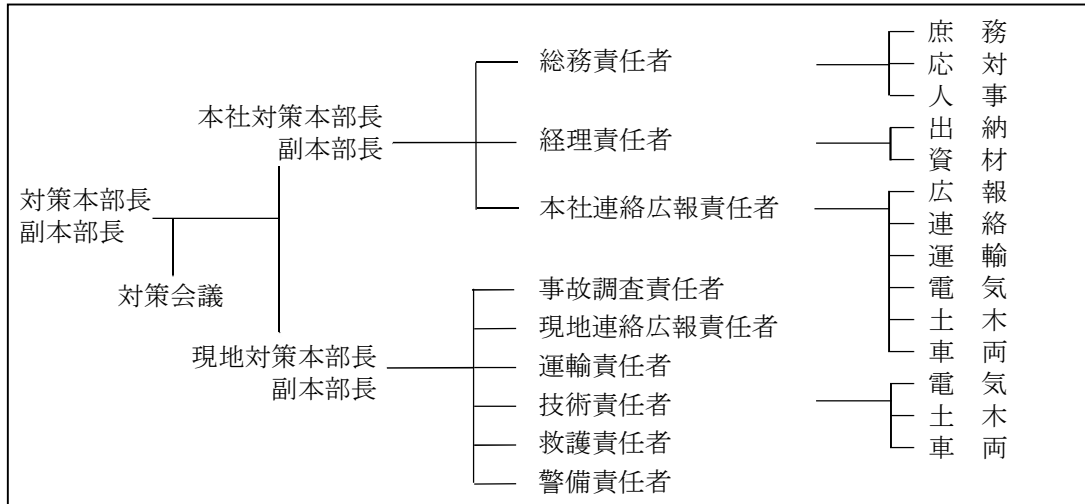 対策本部長
副本部長
対策会議
本社対策本部長
副本部長
総務責任者
庶務
応対
人事
経理責任者
出納
資材
本社連絡広報責任者
広報
連絡
運輸
電気
土木
車両
現地対策本部長
副本部長
事故調査責任者
現地連絡広報責任者
運輸責任者
技術責任者
電気
土木
車両
救護責任者
警備責任者